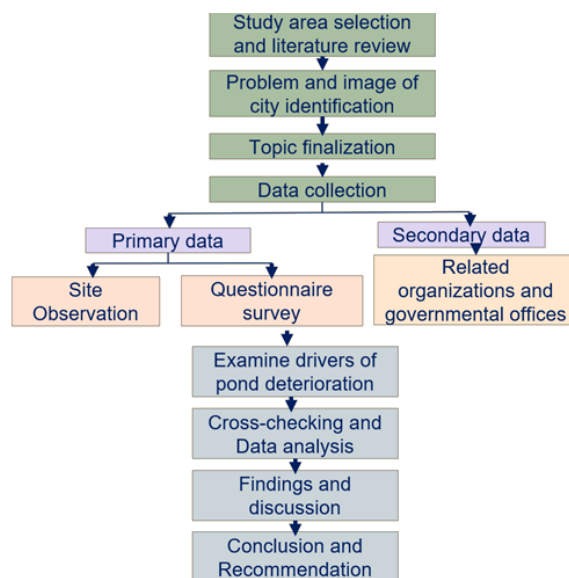 Study area selection
and literature review
Problem and image of
city identification
Topic finalization
Data collection
Primary data
Secondary data
Site
Observation
Questionnaire
survey
Related
organizations and
governmental offices
Examine drivers of
pond deterioration
Cross-checking and
Data analysis
Findings and
discussion
Conclusion and
Recommendation